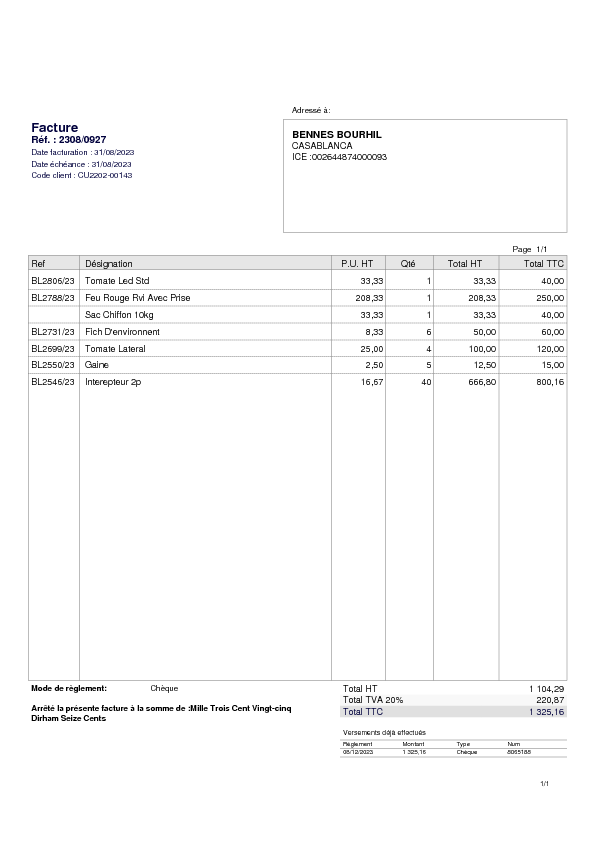 Adressé à:
Facture
Réf. : 2308/0927
Date facturation : 31/08/2023
Date échéance : 31/08/2023
Code client : CU2202-00143
BENNES BOURHIL
CASABLANCA
ICE :002644874000093
Page 1/1
Ref Désignation P.U. HT Qté Total HT Total TTC
BL2806/23 Tomate Led Std 33,33 1 33,33 40,00
BL2788/23 Feu Rouge Rvi Avec Prise 208,33 1 208,33 250,00
Sac Chiffon 10kg 33,33 1 33,33 40,00
BL2731/23 Fich D'environnent 8,33 6 50,00 60,00
BL2699/23 Tomate Lateral 25,00 4 100,00 120,00
BL2550/23 Gaine 2,50 5 12,50 15,00
BL2546/23 Interepteur 2p 16,67 40 666,80 800,16
Mode de règlement: Chèque
Total HT 1 104,29
Total TVA 20% 220,87
Total TTC 1 325,16
Arrêté la présente facture à la somme de :Mille Trois Cent Vingt-cinq
Dirham Seize Cents
Versements déjà effectués
Règlement Montant Type Num
08/12/2023 1 325,16 Chèque 8065188
1/1